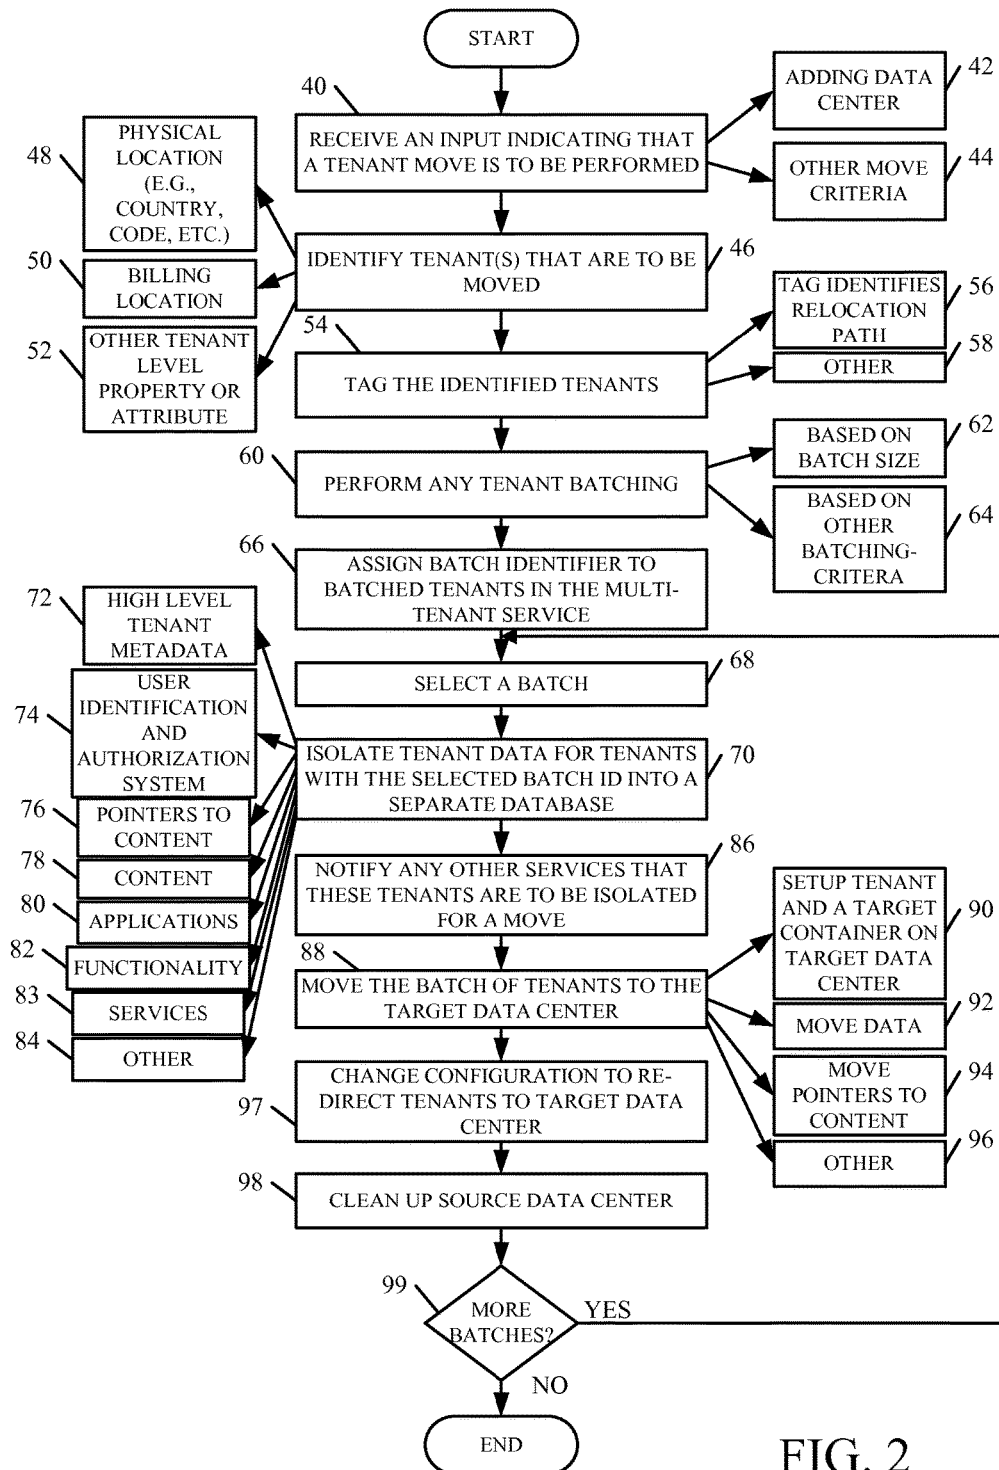 START
40
RECEIVE AN INPUT INDICATING THAT
A TENANT MOVE IS TO BE PERFORMED
ADDING DATA
CENTER
42
OTHER MOVE
CRITERIA
44
48
PHYSICAL
LOCATION
(E.G.,
COUNTRY,
CODE, ETC.)
50
BILLING
LOCATION
52
OTHER TENANT
LEVEL
PROPERTY OR
ATTRIBUTE
IDENTIFY TENANT(S) THAT ARE TO BE
MOVED
46
54
TAG THE IDENTIFIED TENANTS
TAG IDENTIFIES
RELOCATION
PATH
56
OTHER
58
60
PERFORM ANY TENANT BATCHING
BASED ON
BATCH SIZE
62
BASED ON
OTHER
BATCHING-
CRITERA
64
66
ASSIGN BATCH IDENTIFIER TO
BATCHED TENANTS IN THE MULTI-
TENANT SERVICE
SELECT A BATCH
68
72
HIGH LEVEL
TENANT
METADATA
74
USER
IDENTIFICATION
AND
AUTHORIZATION
SYSTEM
76
POINTERS TO
CONTENT
78
CONTENT
80
APPLICATIONS
82
FUNCTIONALITY
83
SERVICES
84
OTHER
ISOLATE TENANT DATA FOR TENANTS
WITH THE SELECTED BATCH ID INTO A
SEPARATE DATABASE
70
NOTIFY ANY OTHER SERVICES THAT
THESE TENANTS ARE TO BE ISOLATED
FOR A MOVE
86
88
MOVE THE BATCH OF TENANTS TO THE
TARGET DATA CENTER
SETUP TENANT
AND A TARGET
CONTAINER ON
TARGET DATA
CENTER
90
MOVE DATA
92
MOVE
POINTERS TO
CONTENT
94
OTHER
96
97
CHANGE CONFIGURATION TO RE-
DIRECT TENANTS TO TARGET DATA
CENTER
98
CLEAN UP SOURCE DATA CENTER
99
MORE
BATCHES?
YES
NO
END
FIG. 2